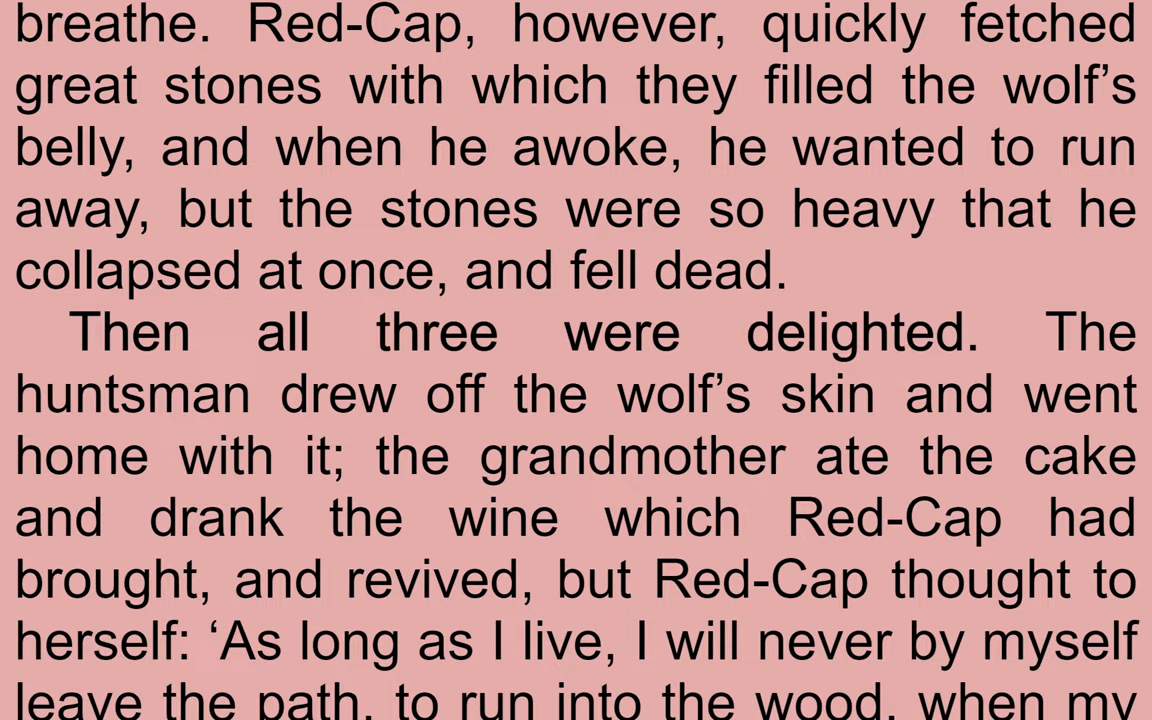 breathe. Red-Cap, however, quickly fetched
great stones with which they filled the wolf’s
belly, and when he awoke, he wanted to run
away, but the stones were so heavy that he
collapsed at once, and fell dead.
Then all three were delighted. The
huntsman drew off the wolf’s skin and went
home with it; the grandmother ate the cake
and drank the wine which Red-Cap had
brought, and revived, but Red-Cap thought to
herself: ‘As long as I live, I will never by myself
leave the path, to run into the wood, when my